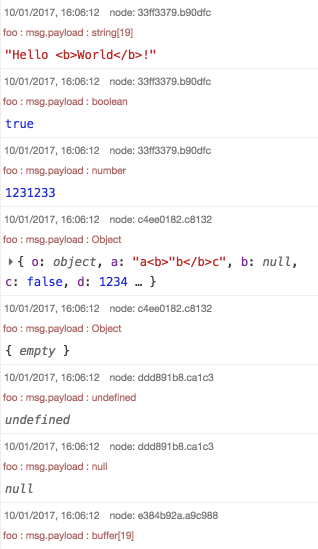 10/01/2017, 16:06:12 node: 33ff3379.b90dfc
foo : msg.payload : string[19]
"Hello <b>World</b>!"
10/01/2017, 16:06:12 node: 33ff3379.b90dfc
foo : msg.payload : boolean
true
10/01/2017, 16:06:12 node: 33ff3379.b90dfc
foo : msg.payload : number
1231233
10/01/2017, 16:06:12 node: c4ee0182.c8132
foo : msg.payload : Object
{ o: object, a: "a<b>"b</b>c", b: null,
c: false, d: 1234 … }
10/01/2017, 16:06:12 node: c4ee0182.c8132
foo : msg.payload : Object
{ empty }
10/01/2017, 16:06:12 node: ddd891b8.ca1c3
foo : msg.payload : undefined
undefined
10/01/2017, 16:06:12 node: ddd891b8.ca1c3
foo : msg.payload : null
null
10/01/2017, 16:06:12 node: e384b92a.a9c988
foo : msg.payload : buffer[19]